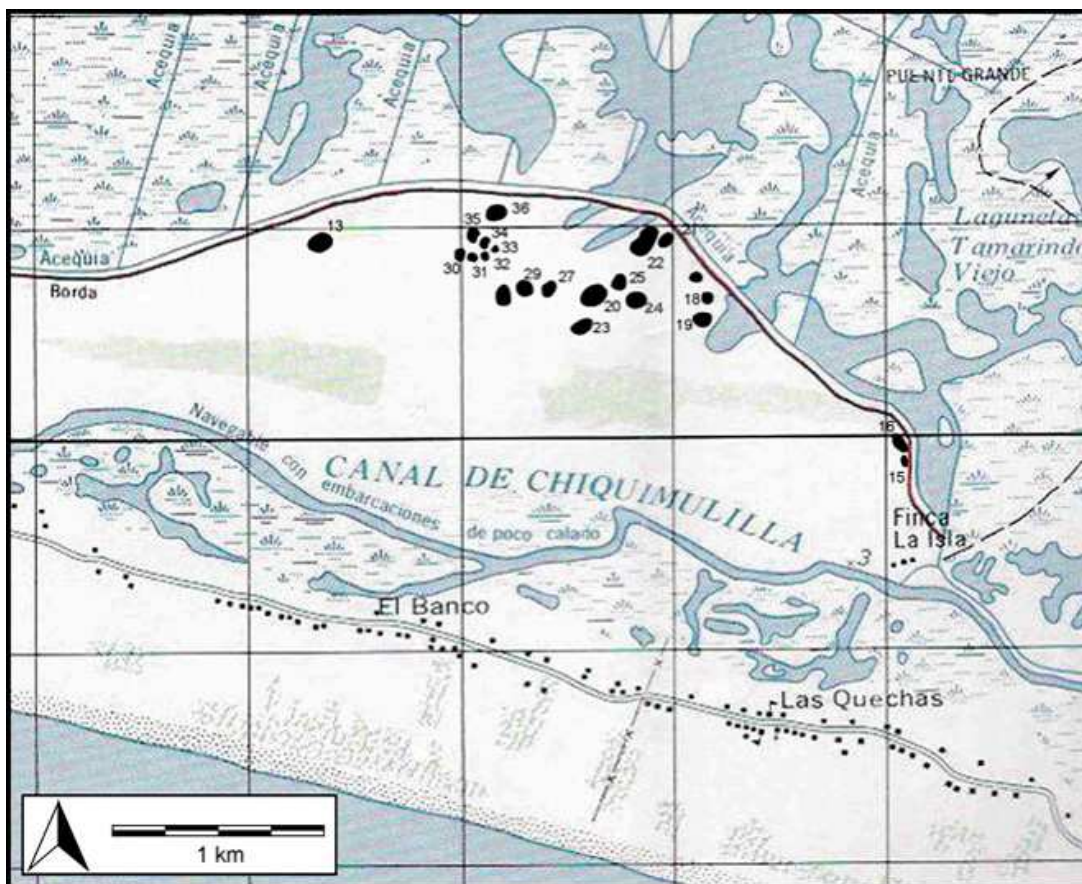 Acequia
Acequia
Acequia
PUENTE GRANDE
Acequia
Laguneta
Tamarindo
Viejo
Acequia
Acequia
Borda
13
36
35
34
33
30
31
32
21
22
29
27
25
20
24
23
18
19
16
15
Navegable con
embarcaciones
de poco calado
CANAL DE CHIQUIMULILLA
Finca
La Isla
3
El Banco
Las Quechas
1 km